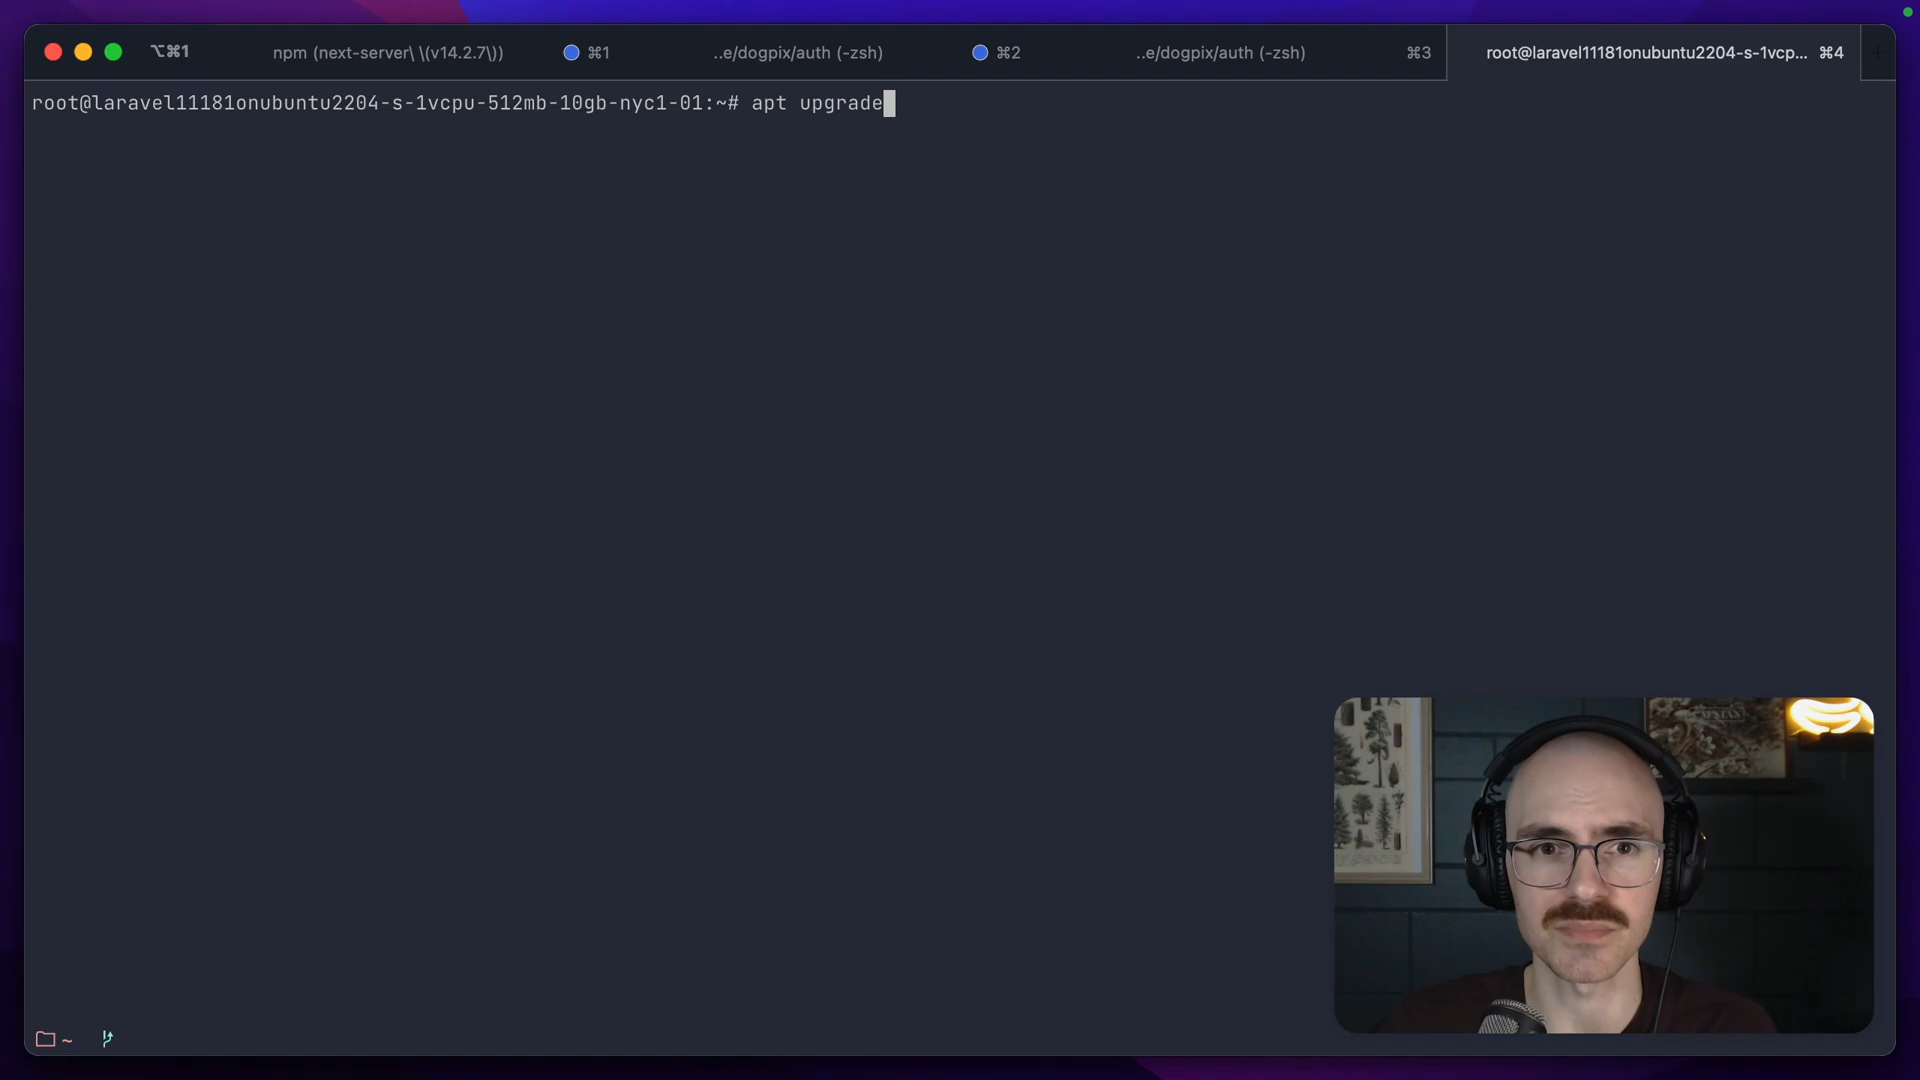 ⌥⌘1
npm (next-server\ \(v14.2.7\))
⌘1
..e/dogpix/auth (-zsh)
⌘2
..e/dogpix/auth (-zsh)
⌘3
root@laravel11181onubuntu2204-s-1vcp... ⌘4
root@laravel11181onubuntu2204-s-1vcpu-512mb-10gb-nyc1-01:~# apt upgrade
~